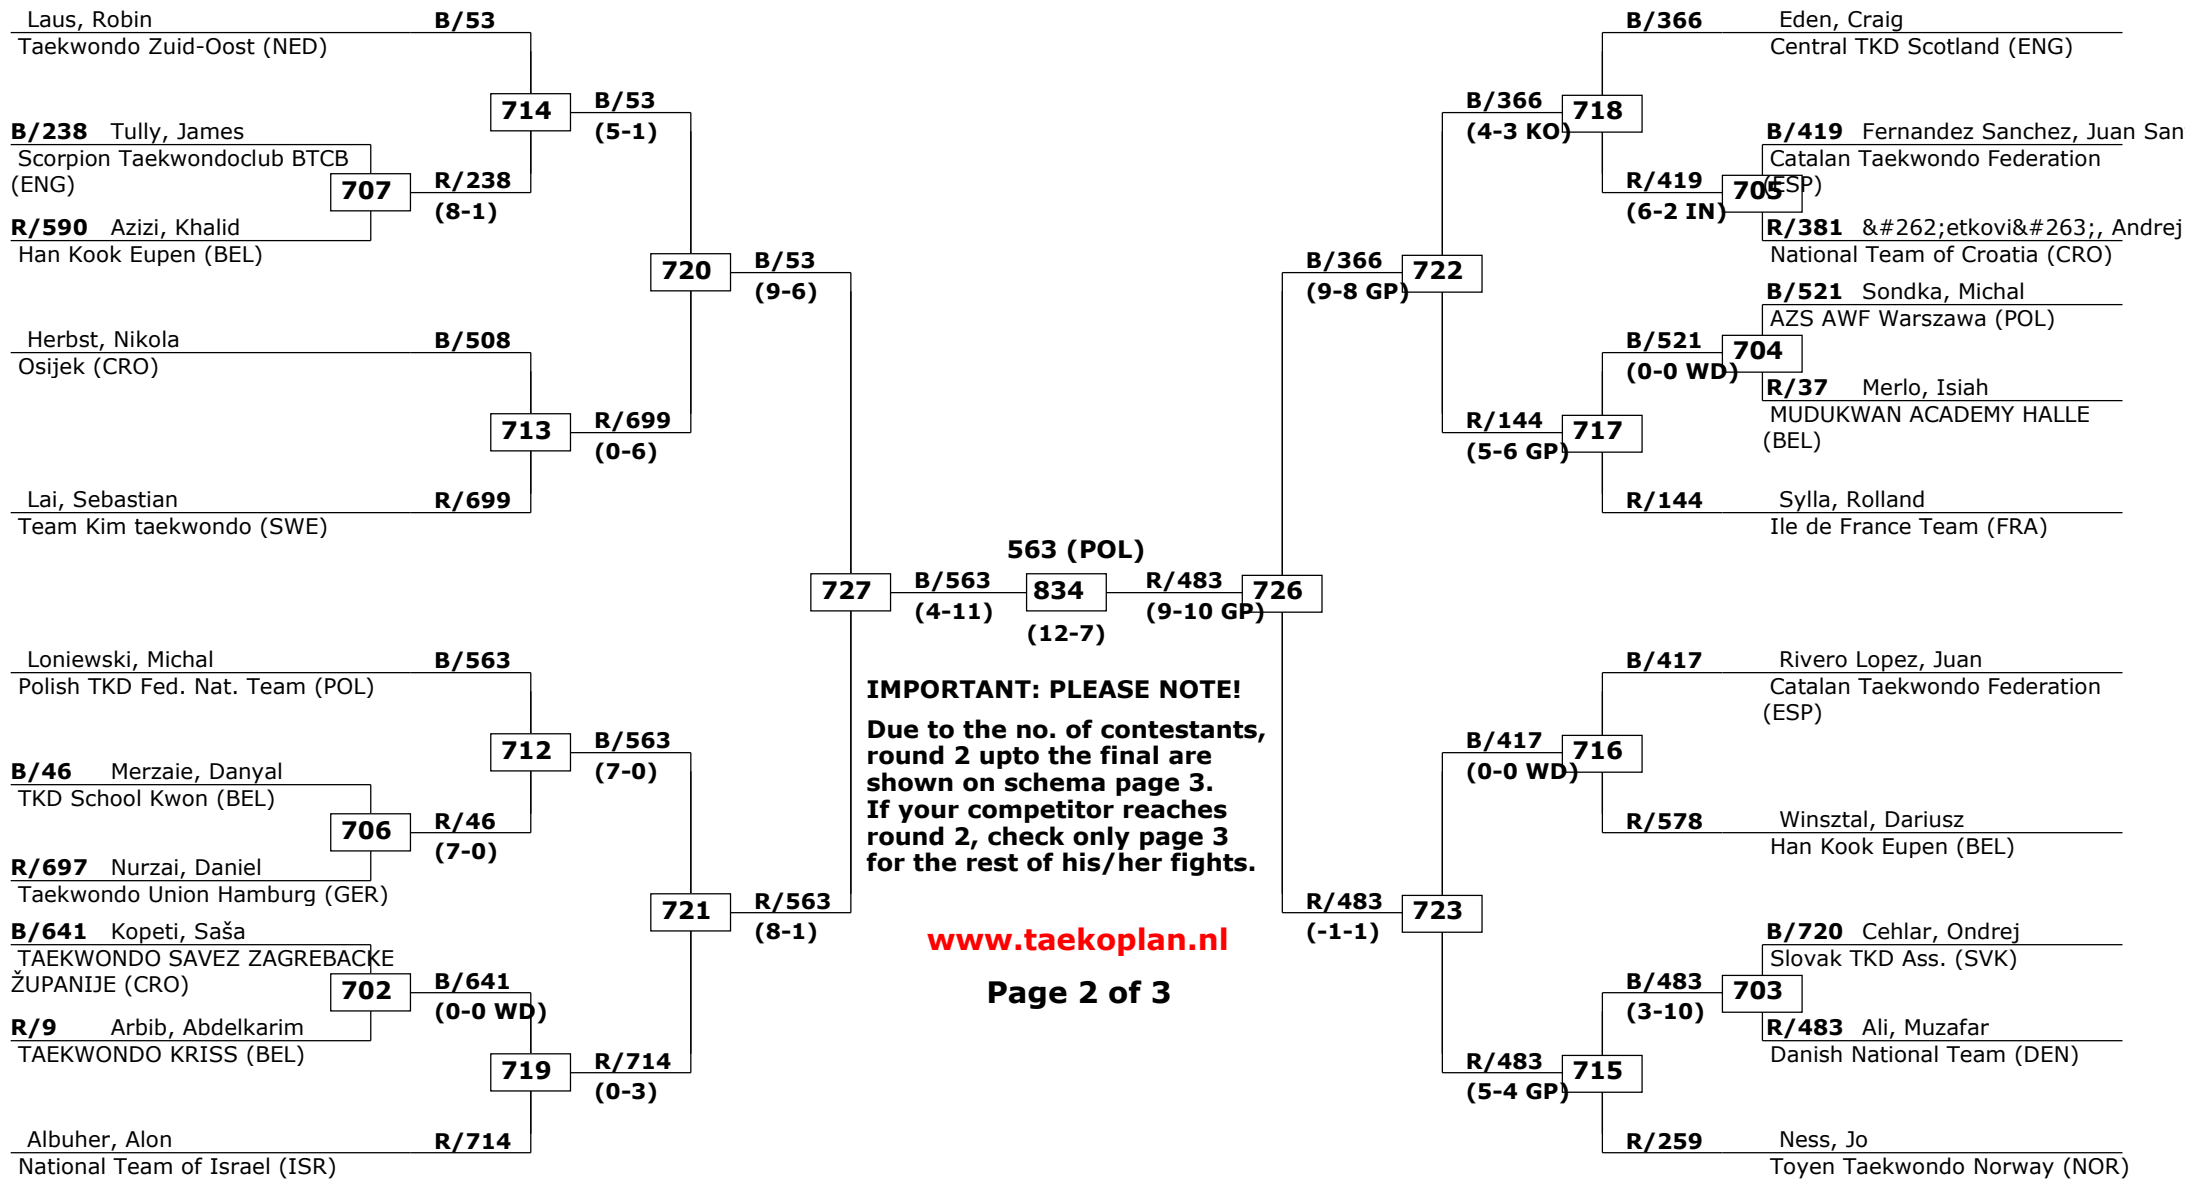 Laus, Robin
B/53
Taekwondo Zuid-Oost (NED)
714
B/53
(5-1)
B/238 Tully, James
Scorpion Taekwondoclub BTCB
(ENG)
707
R/238
(8-1)
R/590 Azizi, Khalid
Han Kook Eupen (BEL)
720
B/53
(9-6)
Herbst, Nikola
B/508
Osijek (CRO)
713
R/699
(0-6)
Lai, Sebastian
R/699
Team Kim taekwondo (SWE)
727
B/563
(4-11)
Loniewski, Michal
B/563
Polish TKD Fed. Nat. Team (POL)
712
B/563
(7-0)
B/46 Merzaie, Danyal
TKD School Kwon (BEL)
706
R/46
(7-0)
R/697 Nurzai, Daniel
Taekwondo Union Hamburg (GER)
721
R/563
(8-1)
B/641 Kopeti, Saša
TAEKWONDO SAVEZ ZAGREBACKE
ŽUPANIJE (CRO)
702
B/641
(0-0 WD)
R/9 Arbib, Abdelkarim
TAEKWONDO KRISS (BEL)
719
R/714
(0-3)
Albuher, Alon
R/714
National Team of Israel (ISR)
563 (POL)
834
(12-7)
IMPORTANT: PLEASE NOTE!
Due to the no. of contestants,
round 2 upto the final are
shown on schema page 3.
If your competitor reaches
round 2, check only page 3
for the rest of his/her fights.
www.taekoplan.nl
Page 2 of 3
B/366
Eden, Craig
Central TKD Scotland (ENG)
B/366
(4-3 KO)
718
B/419 Fernandez Sanchez, Juan San
Catalan Taekwondo Federation
(ESP)
R/419
(6-2 IN)
705
R/381 &#262;etkovi&#263;, Andrej
National Team of Croatia (CRO)
B/366
(9-8 GP)
722
B/521 Sondka, Michal
AZS AWF Warszawa (POL)
B/521
(0-0 WD)
704
R/37 Merlo, Isiah
MUDUKWAN ACADEMY HALLE
(BEL)
R/144
(5-6 GP)
717
R/144
Sylla, Rolland
Ile de France Team (FRA)
R/483
(9-10 GP)
726
B/417
Rivero Lopez, Juan
Catalan Taekwondo Federation
(ESP)
B/417
(0-0 WD)
716
R/578
Winsztal, Dariusz
Han Kook Eupen (BEL)
R/483
(-1-1)
723
B/720 Cehlar, Ondrej
Slovak TKD Ass. (SVK)
B/483
(3-10)
703
R/483 Ali, Muzafar
Danish National Team (DEN)
R/483
(5-4 GP)
715
R/259
Ness, Jo
Toyen Taekwondo Norway (NOR)